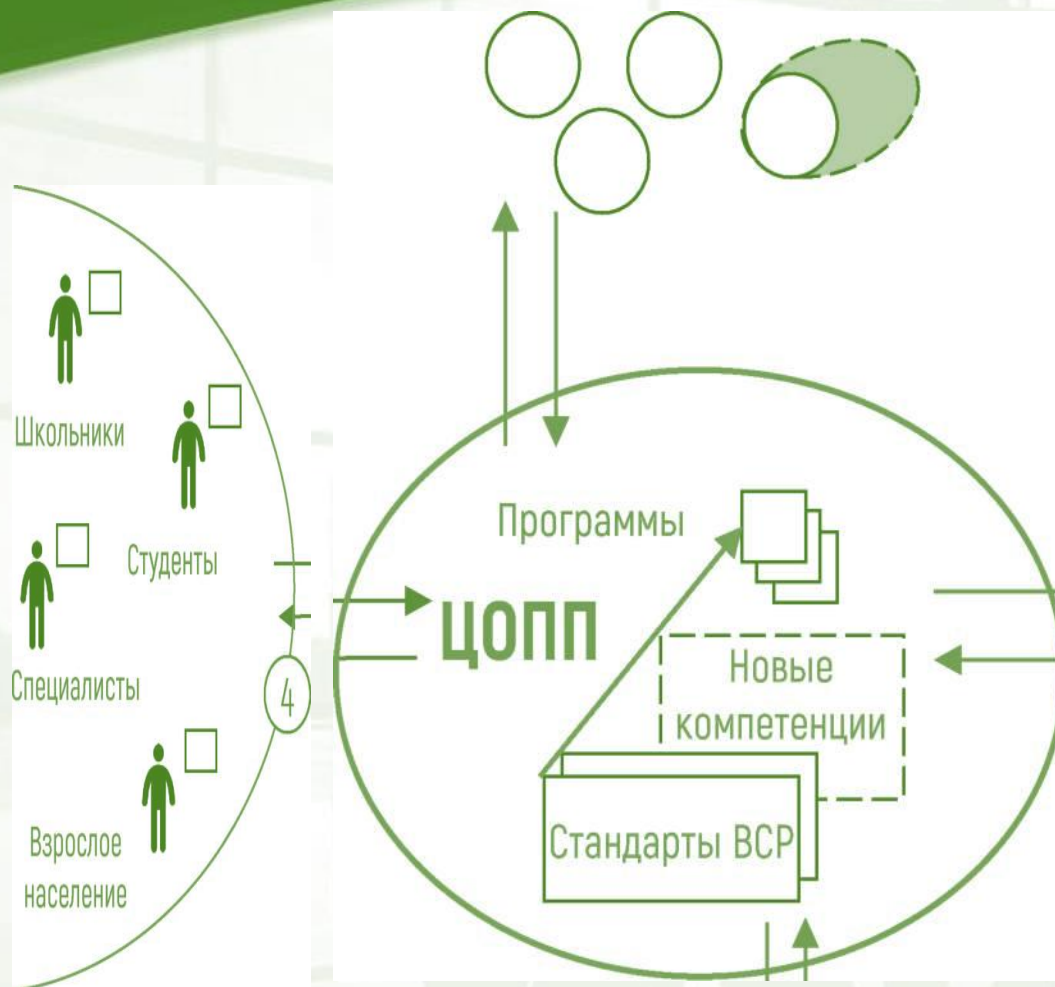 Школьники
Студенты
Специалисты
4
Взрослое
население
Программы
ЦОПП
Новые
компетенции
Стандарты ВСР